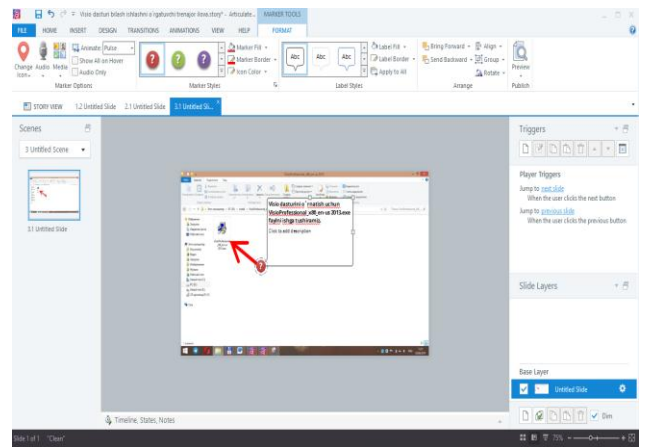 Visio dasturi bilash ishlashni o`rgatuvchi trenajor ilova.story* - Articulate...
MARKER TOOLS
FILE HOME INSERT DESIGN TRANSITIONS ANIMATIONS VIEW HELP FORMAT
Change Icon
Audio
Media
Animate: Pulse
Show All on Hover
Audio Only
Marker Fill
Marker Border
Icon Color
Abc Abc Abc
Label Fill
Label Border
Apply to All
Bring Forward
Send Backward
Align
Group
Rotate
Preview
Marker Options
Marker Styles
Label Styles
Arrange
Publish
STORY VIEW
1.2 Untitled Slide
2.1 Untitled Slide
3.1 Untitled Sli...
Scenes
3 Untitled Scene
3.1 Untitled Slide
Visio dasturini o`rnatish uchun
VisioProfessional_x86_en-us 2013.exe
faylni ishga tushiramiz.
Click to add description
Triggers
Player Triggers
Jump to next slide
When the user clicks the next button
Jump to previous slide
When the user clicks the previous button
Slide Layers
Base Layer
Untitled Slide
Dim
Timeline, States, Notes
Slide 1 of 1
"Clean"
75%